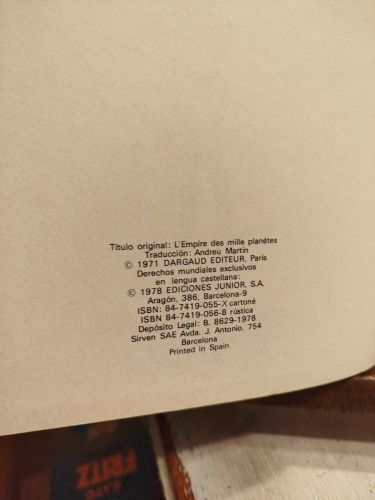 Título original: L'Empire des mille planétes
Traducción: Andreu Martín
© 1971 DARGAUD EDITEUR, París
Derechos mundiales exclusivos
en lengua castellana:
© 1978 EDICIONES JUNIOR, S.A.
Aragón, 386, Barcelona-9
ISBN: 84-7419-055-X cartoné
ISBN 84-7419-056-8 rústica
Depósito Legal: B. 8629-1978
Sirven SAE Avda. J. Antonio, 754
Barcelona
Printed in Spain
FRITZ